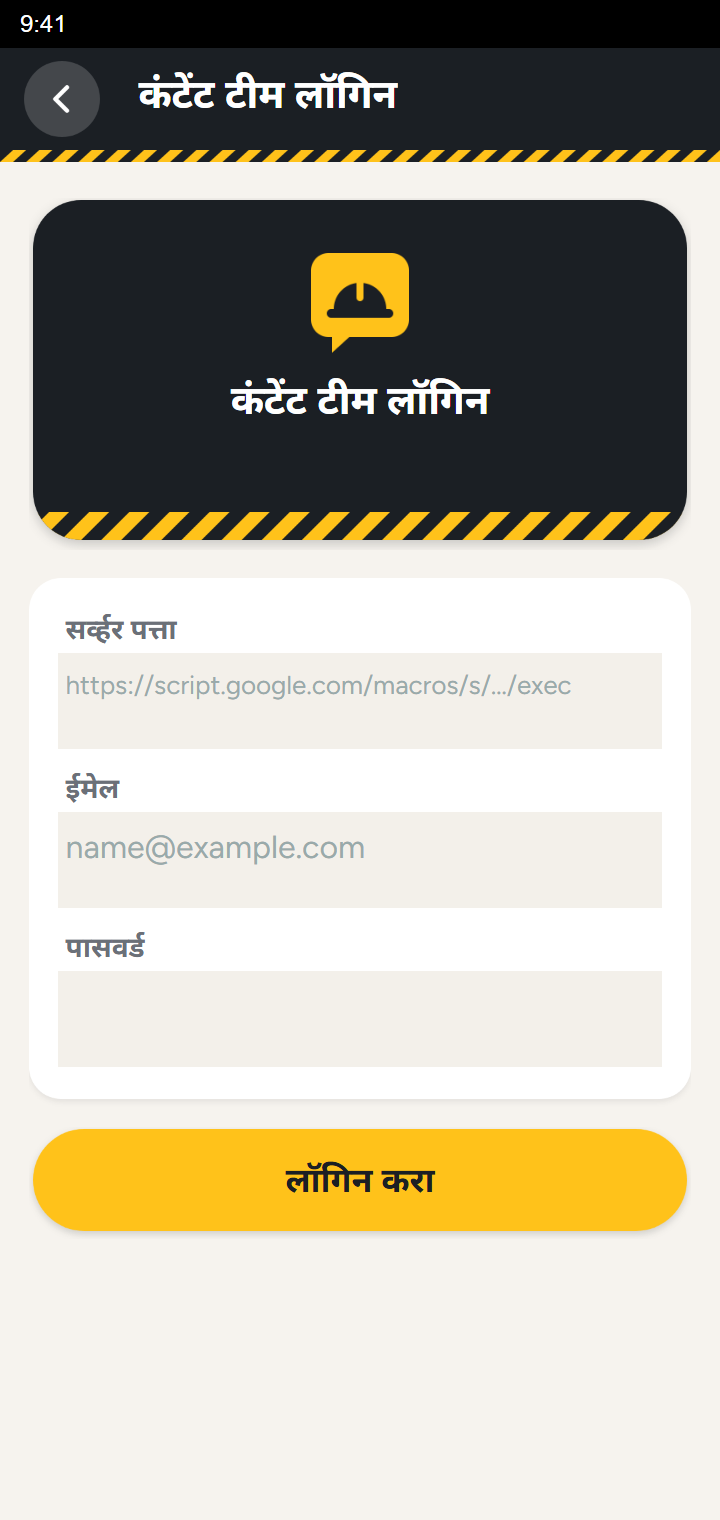 9:41
कंटेंट टीम लॉगिन
कंटेंट टीम लॉगिन
सर्व्हर पत्ता
https://script.google.com/macros/s/.../exec
ईमेल
name@example.com
पासवर्ड
लॉगिन करा